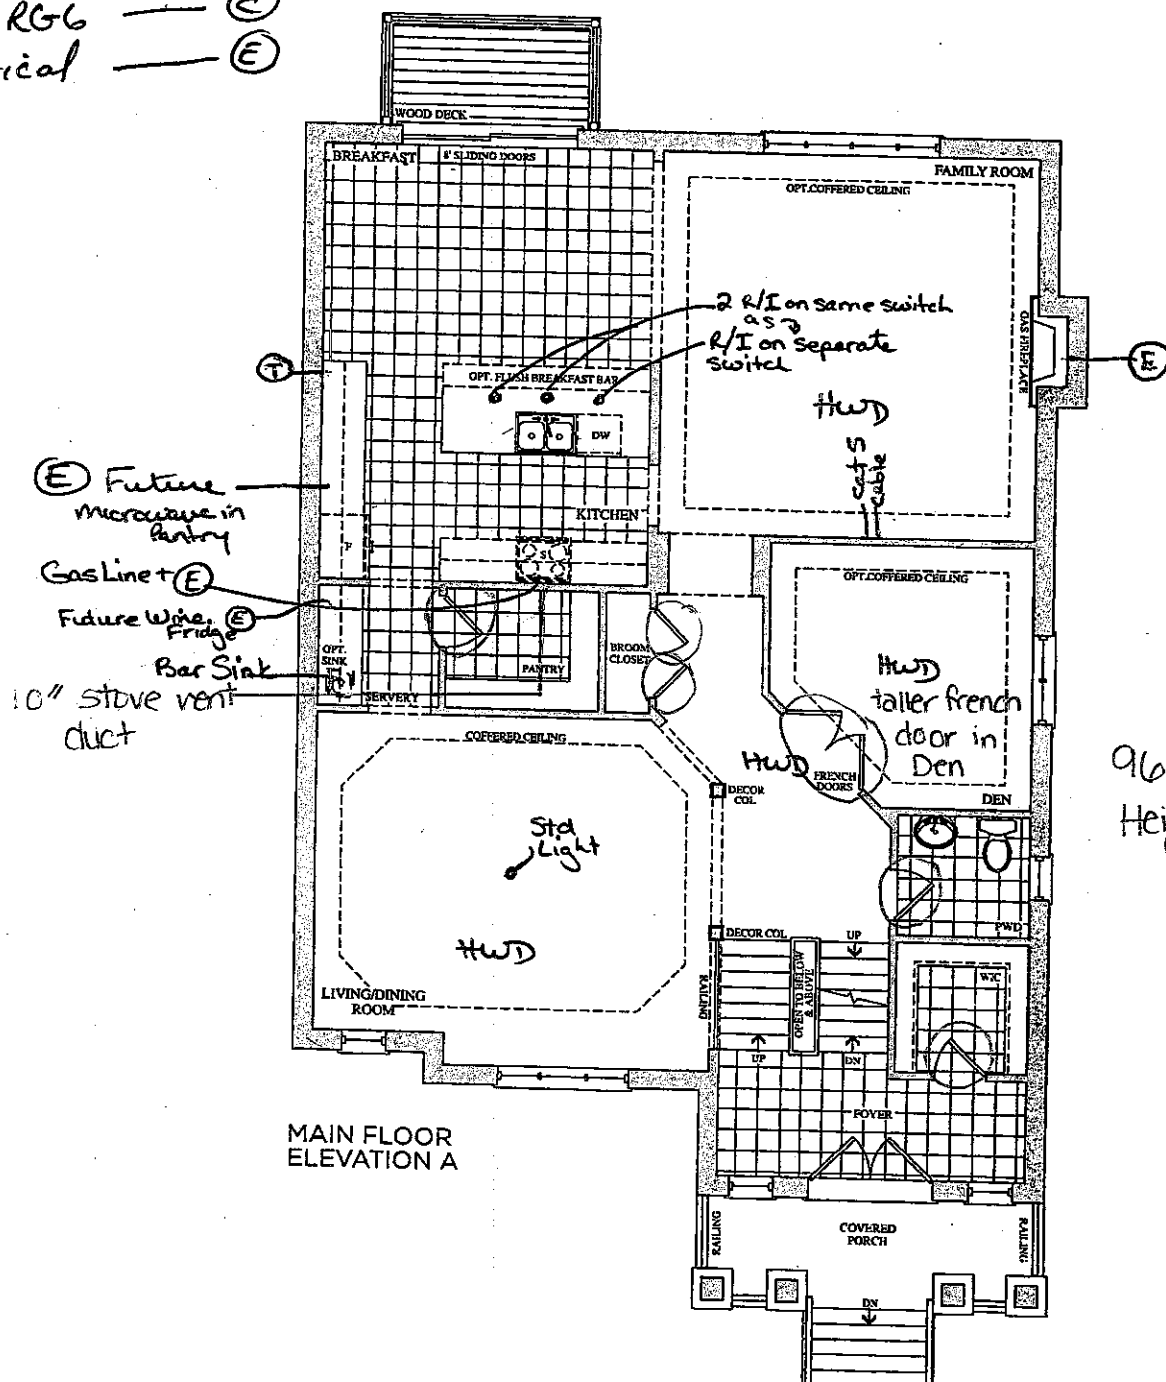 RG6 — C
ical — E
WOOD DECK
BREAKFAST
8' SLIDING DOORS
FAMILY ROOM
OPT.COFFERED CEILING
2 R/I on same switch
as
R/I on separate
switch
GAS FIREPLACE
E
T
OPT. FLUSH BREAKFAST BAR
HWD
DW
cat 5
cable
E Future
microwave in
Pantry
KITCHEN
F
S
Gas Line + E
OPT.COFFERED CEILING
Future Wine E
Fridge
OPT.
SINK
BROOM
CLOSET
Bar Sink
PANTRY
HWD
10" stove vent
duct
SERVERY
taller french
door in
Den
COFFERED CEILING
HWD
FRENCH
DOORS
DECOR
COL
DEN
96
Std
Light
HWD
DECOR COL
UP
PWD
LIVING/DINING
ROOM
RAILING
OPEN TO BELOW
& ABOVE
W/C
UP
DN
FOYER
MAIN FLOOR
ELEVATION A
RAILING
COVERED
PORCH
RAILING
DN